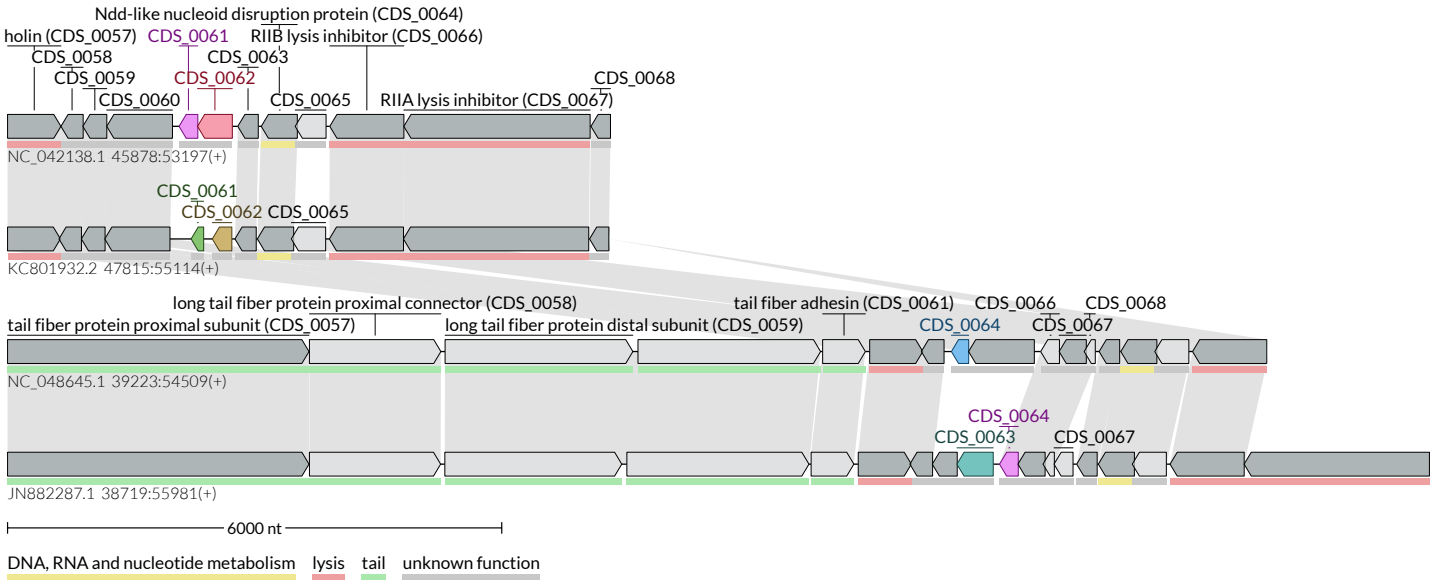 Ndd-like nucleoid disruption protein (CDS_0064)
holin (CDS_0057) CDS_0061 RIIB lysis inhibitor (CDS_0066)
CDS_0058 CDS_0063
CDS_0059 CDS_0062 CDS_0068
CDS_0060 CDS_0065 RIIA lysis inhibitor (CDS_0067)
NC_042138.1 45878:53197(+)
CDS_0061
CDS_0062 CDS_0065
KC801932.2 47815:55114(+)
long tail fiber protein proximal connector (CDS_0058) tail fiber adhesin (CDS_0061) CDS_0066 CDS_0068
tail fiber protein proximal subunit (CDS_0057) long tail fiber protein distal subunit (CDS_0059) CDS_0064 CDS_0067
NC_048645.1 39223:54509(+)
CDS_0064
CDS_0063 CDS_0067
JN882287.1 38719:55981(+)
6000 nt
DNA, RNA and nucleotide metabolism lysis tail unknown function